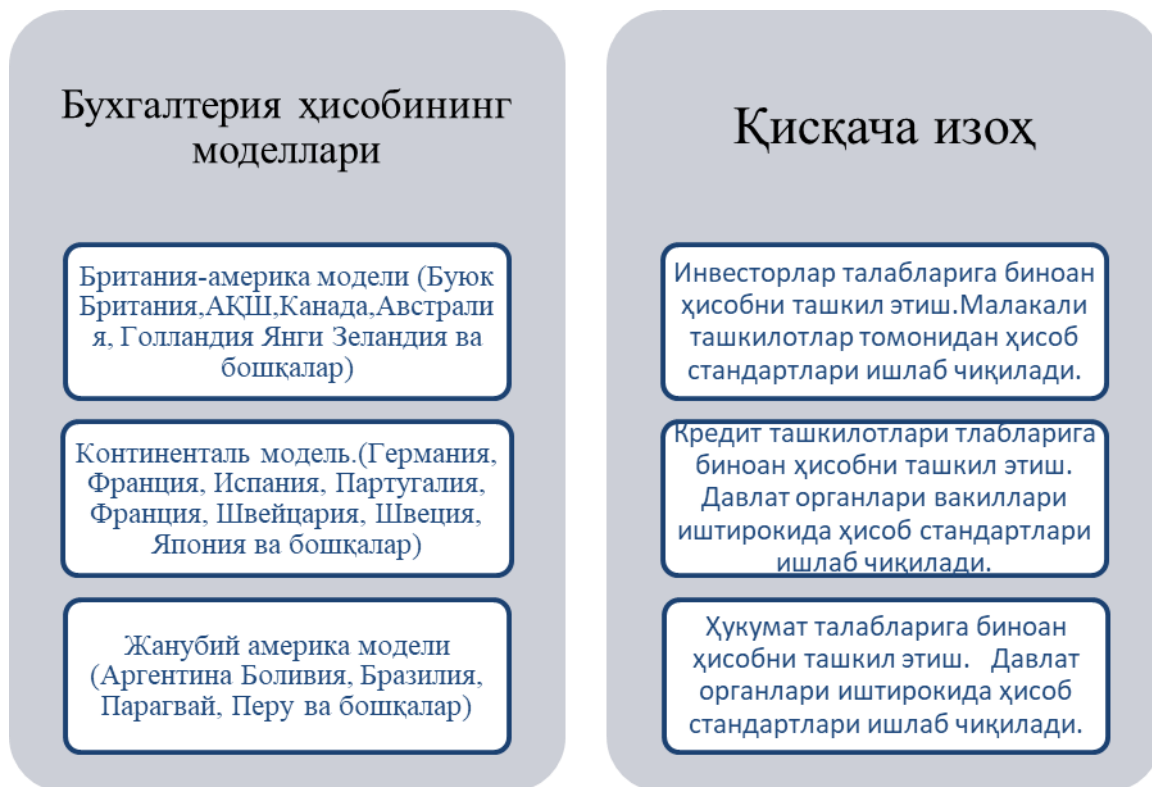 Бухгалтерия ҳисобининг
моделлари
Британия-америка модели (Буюк
Британия,АҚШ,Канада,Австрали
я, Голландия Янги Зеландия ва
бошқалар)
Континенталь модель.(Германия,
Франция, Испания, Партугалия,
Франция, Швейцария, Швеция,
Япония ва бошқалар)
Жанубий америка модели
(Аргентина Боливия, Бразилия,
Парагвай, Перу ва бошқалар)
Қисқача изоҳ
Инвесторлар талабларига биноан
ҳисобни ташкил этиш.Малакали
ташкилотлар томонидан ҳисоб
стандартлари ишлаб чиқилади.
Кредит ташкилотлари тлабларига
биноан ҳисобни ташкил этиш.
Давлат органлари вакиллари
иштирокида ҳисоб стандартлари
ишлаб чиқилади.
Ҳукумат талабларига биноан
ҳисобни ташкил этиш. Давлат
органлари иштирокида ҳисоб
стандартлари ишлаб чиқилади.